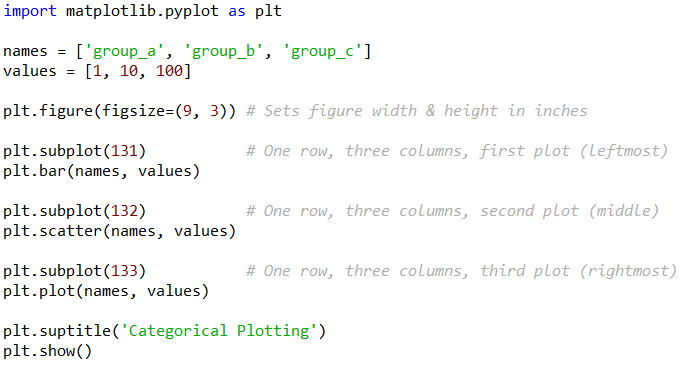 import matplotlib.pyplot as plt
names = ['group_a', 'group_b', 'group_c']
values = [1, 10, 100]
plt.figure(figsize=(9, 3)) # Sets figure width & height in inches
plt.subplot(131)           # One row, three columns, first plot (leftmost)
plt.bar(names, values)
plt.subplot(132)           # One row, three columns, second plot (middle)
plt.scatter(names, values)
plt.subplot(133)           # One row, three columns, third plot (rightmost)
plt.plot(names, values)
plt.suptitle('Categorical Plotting')
plt.show()